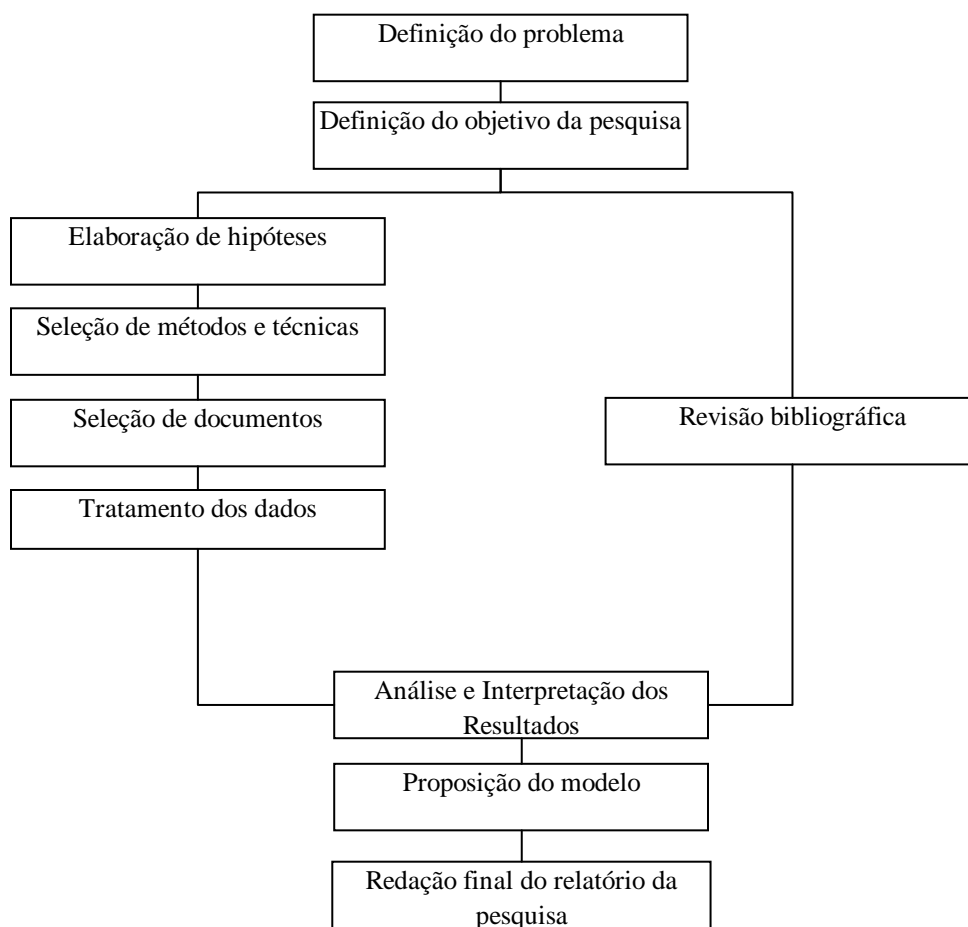 Definição do problema
Definição do objetivo da pesquisa
Elaboração de hipóteses
Seleção de métodos e técnicas
Seleção de documentos
Tratamento dos dados
Revisão bibliográfica
Análise e Interpretação dos
Resultados
Proposição do modelo
Redação final do relatório da
pesquisa